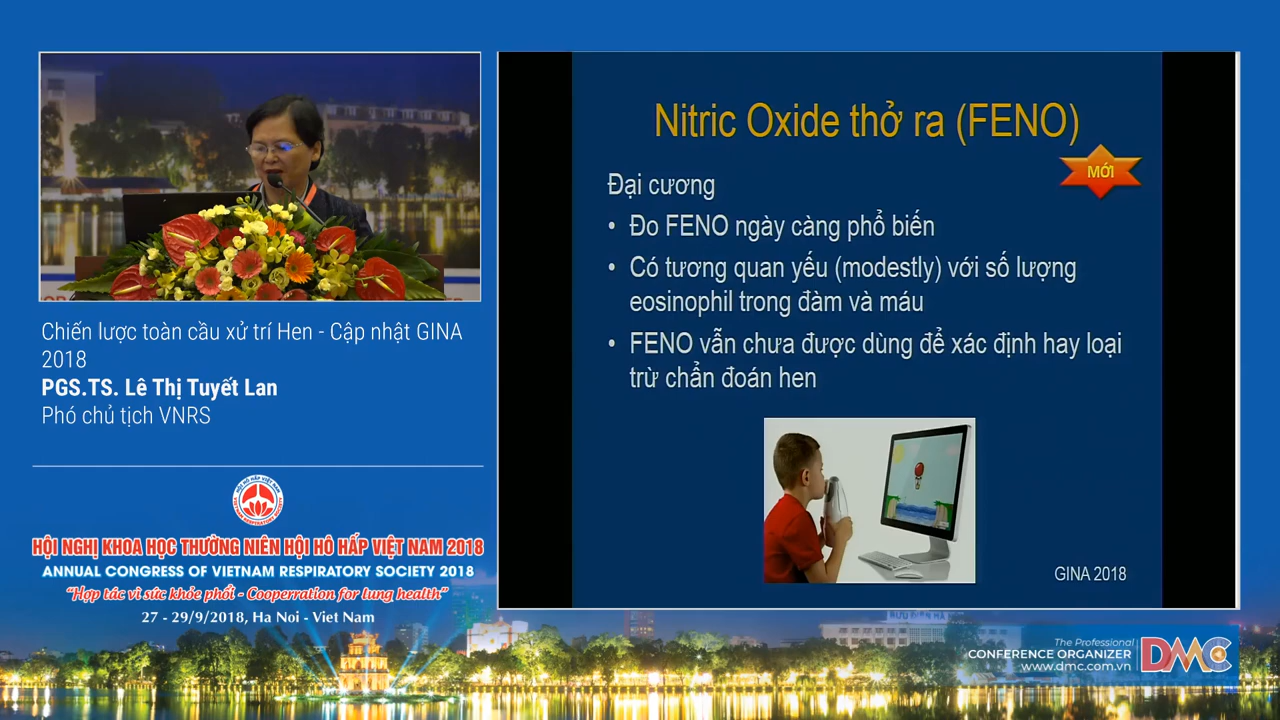 Chiến lược toàn cầu xử trí Hen - Cập nhật GINA
2018
PGS.TS. Lê Thị Tuyết Lan
Phó chủ tịch VNRS
HỘI NGHỊ KHOA HỌC THƯỜNG NIÊN HỘI HÔ HẤP VIỆT NAM 2018
ANNUAL CONGRESS OF VIETNAM RESPIRATORY SOCIETY 2018
"Hợp tác vì sức khỏe phổi - Cooperration for lung health"
27 - 29/9/2018, Ha Noi - Viet Nam
Nitric Oxide thở ra (FENO)
MỚI
Đại cương
• Đo FENO ngày càng phổ biến
• Có tương quan yếu (modestly) với số lượng
eosinophil trong đàm và máu
• FENO vẫn chưa được dùng để xác định hay loại
trừ chẩn đoán hen
GINA 2018
The Professional
CONFERENCE ORGANIZER
www.dmc.com.vn
DMC